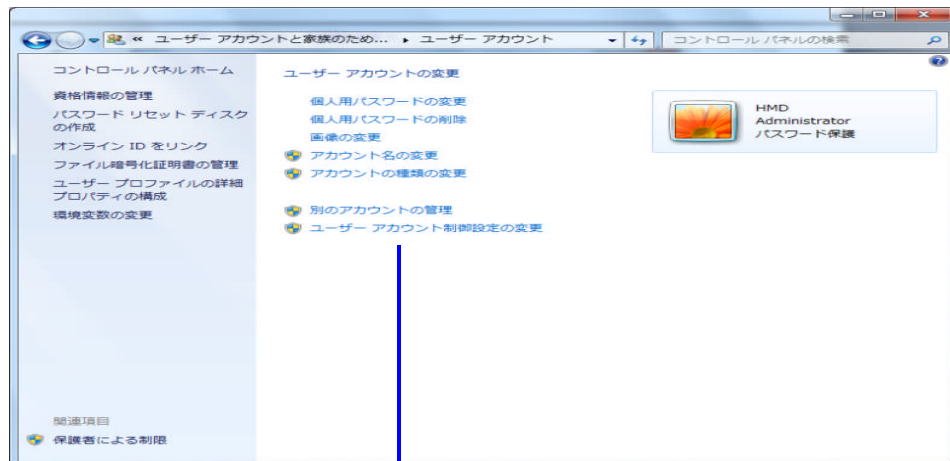 « ユーザー アカウントと家族のため... ▸ ユーザー アカウント
コントロール パネルの検索
コントロール パネル ホーム
資格情報の管理
パスワード リセット ディスク
の作成
オンライン ID をリンク
ファイル暗号化証明書の管理
ユーザー プロファイルの詳細
プロパティの構成
環境変数の変更
関連項目
保護者による制限
ユーザー アカウントの変更
個人用パスワードの変更
個人用パスワードの削除
画像の変更
アカウント名の変更
アカウントの種類の変更
別のアカウントの管理
ユーザー アカウント制御設定の変更
HMD
Administrator
パスワード保護